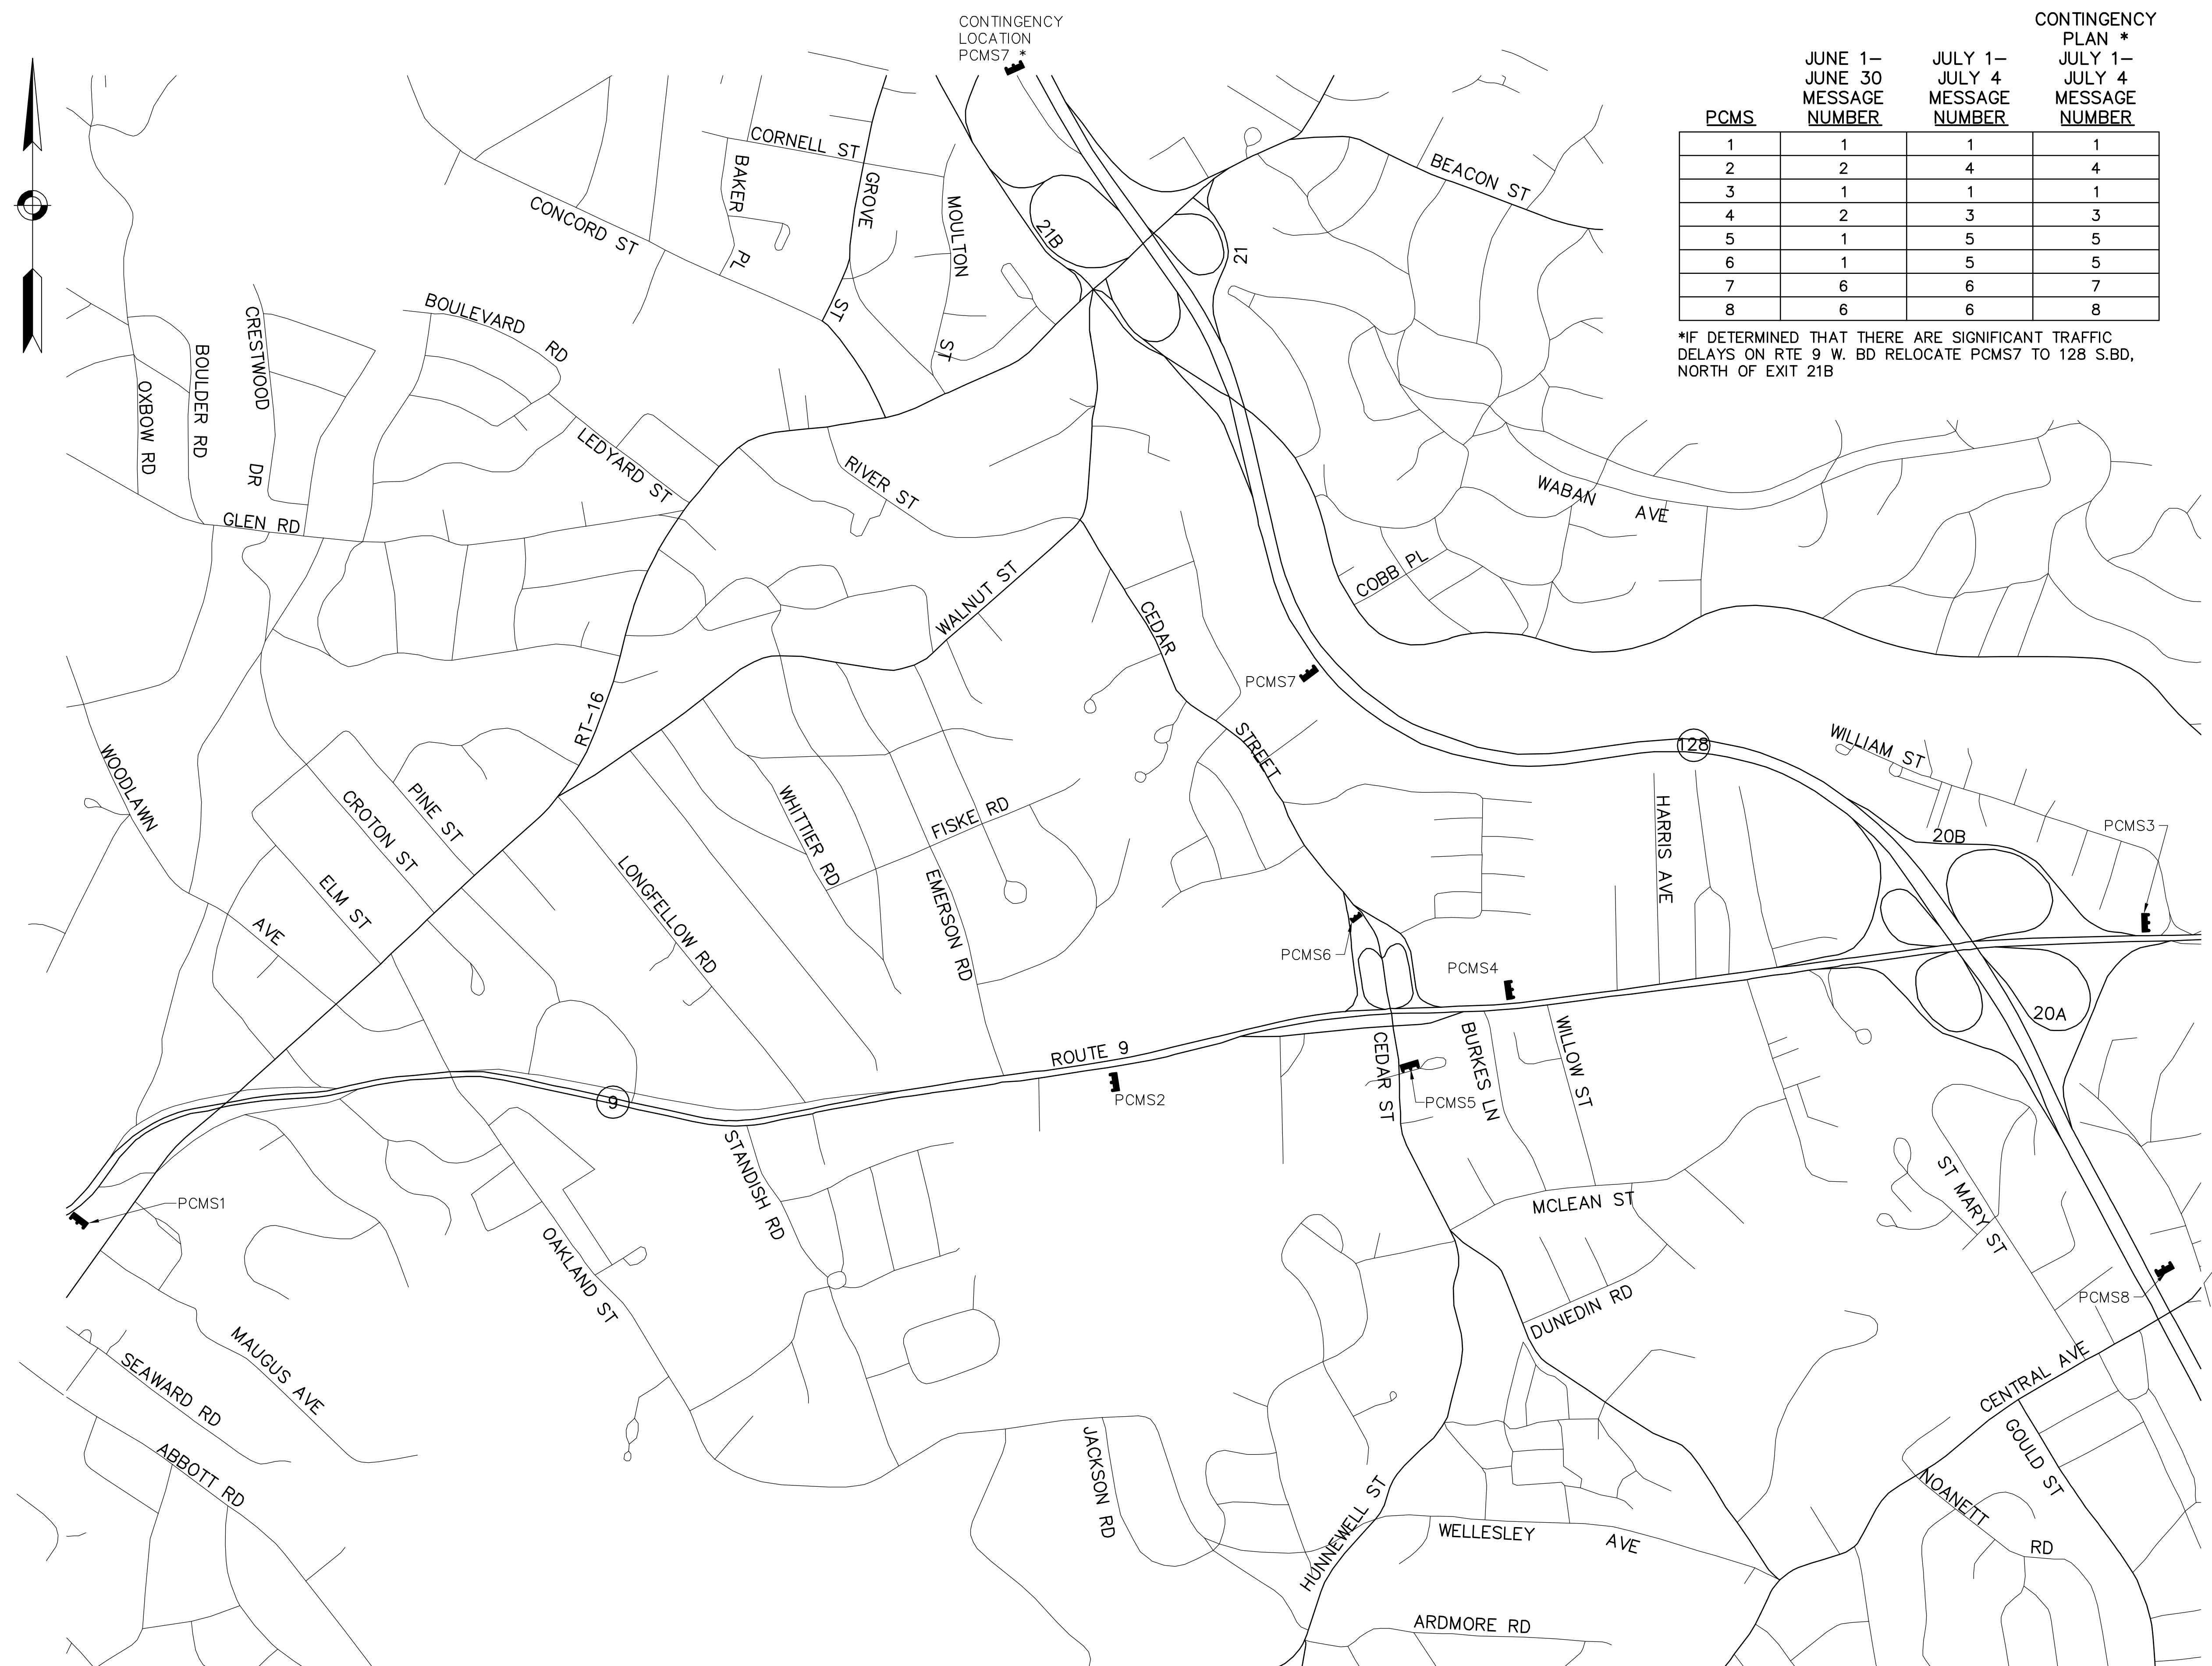 CONTINGENCY
LOCATION
PCMS7 *
CONTINGENCY
PLAN *
JUNE 1– JULY 1– JULY 1–
JUNE 30 JULY 4 JULY 4
MESSAGE MESSAGE MESSAGE
PCMS NUMBER NUMBER NUMBER
1 1 1 1
2 2 4 4
3 1 1 1
4 2 3 3
5 1 5 5
6 1 5 5
7 6 6 7
8 6 6 8
*IF DETERMINED THAT THERE ARE SIGNIFICANT TRAFFIC
DELAYS ON RTE 9 W. BD RELOCATE PCMS7 TO 128 S.BD,
NORTH OF EXIT 21B
CORNELL ST
BAKER PL
GROVE ST
MOULTON ST
CONCORD ST
21B
21
BEACON ST
BOULEVARD RD
CRESTWOOD DR
BOULDER RD
OXBOW RD
LEDYARD ST
GLEN RD
RIVER ST
WABAN AVE
COBB PL
WALNUT ST
CEDAR STREET
PCMS7
RT–16
128
WILLIAM ST
WOODLAWN AVE
PINE ST
CROTON ST
ELM ST
WHITTIER RD
FISKE RD
HARRIS AVE
20B
PCMS3
LONGFELLOW RD
EMERSON RD
PCMS6
PCMS4
20A
ROUTE 9
CEDAR ST
BURKES LN
WILLOW ST
9
PCMS2
PCMS5
STANDISH RD
PCMS1
MCLEAN ST
ST MARY ST
OAKLAND ST
DUNEDIN RD
PCMS8
MAUGUS AVE
SEAWARD RD
CENTRAL AVE
GOULD ST
ABBOTT RD
JACKSON RD
NOANETT RD
HUNNEWELL ST
WELLESLEY AVE
ARDMORE RD